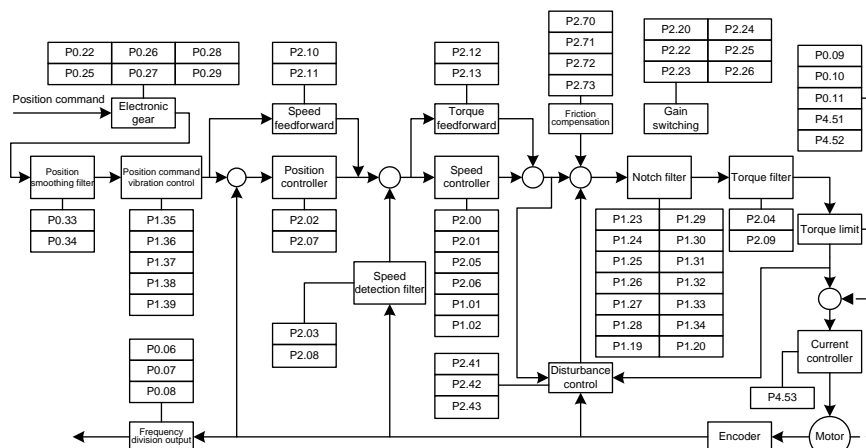 P0.22 P0.26 P0.28
P0.25 P0.27 P0.29
P2.10
P2.11
P2.12
P2.13
P2.70
P2.71
P2.72
P2.73
P2.20 P2.24
P2.22 P2.25
P2.23 P2.26
P0.09
P0.10
P0.11
P4.51
P4.52
Position command
Electronic
gear
Speed
feedforward
Torque
feedforward
Friction
compensation
Gain
switching
Position
smoothing filter
Position command
vibration control
Position
controller
Speed
controller
Notch filter
Torque filter
P0.33
P0.34
P1.35
P1.36
P1.37
P1.38
P1.39
P2.02
P2.07
P2.00
P2.01
P2.05
P2.06
P1.01
P1.02
P1.23 P1.29
P1.24 P1.30
P1.25 P1.31
P1.26 P1.32
P1.27 P1.33
P1.28 P1.34
P1.19 P1.20
P2.04
P2.09
Torque limit
Speed
detection filter
P2.03
P2.08
Current
controller
P4.53
P0.06
P0.07
P0.08
P2.41
P2.42
P2.43
Disturbance
control
Frequency
division output
Encoder
Motor